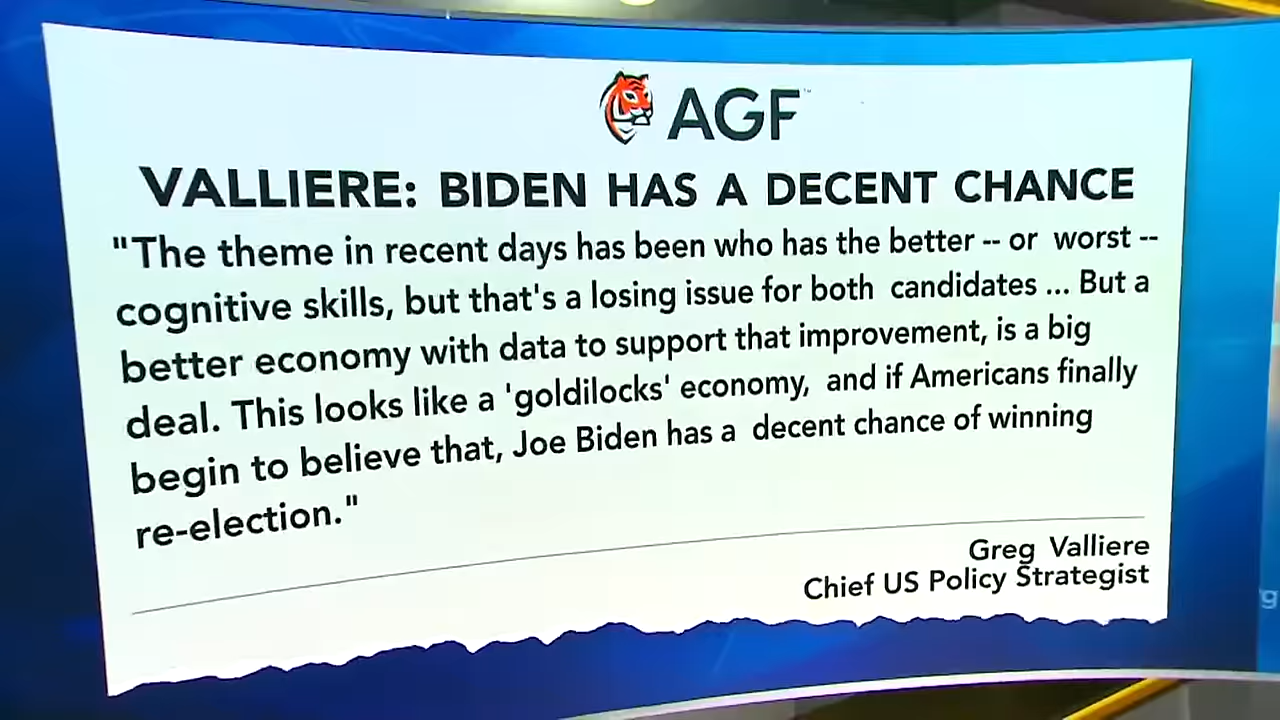 AGF™
VALLIERE: BIDEN HAS A DECENT CHANCE
"The theme in recent days has been who has the better -- or worst --
cognitive skills, but that's a losing issue for both candidates ... But a
better economy with data to support that improvement, is a big
deal. This looks like a 'goldilocks' economy, and if Americans finally
begin to believe that, Joe Biden has a decent chance of winning
re-election."
Greg Valliere
Chief US Policy Strategist